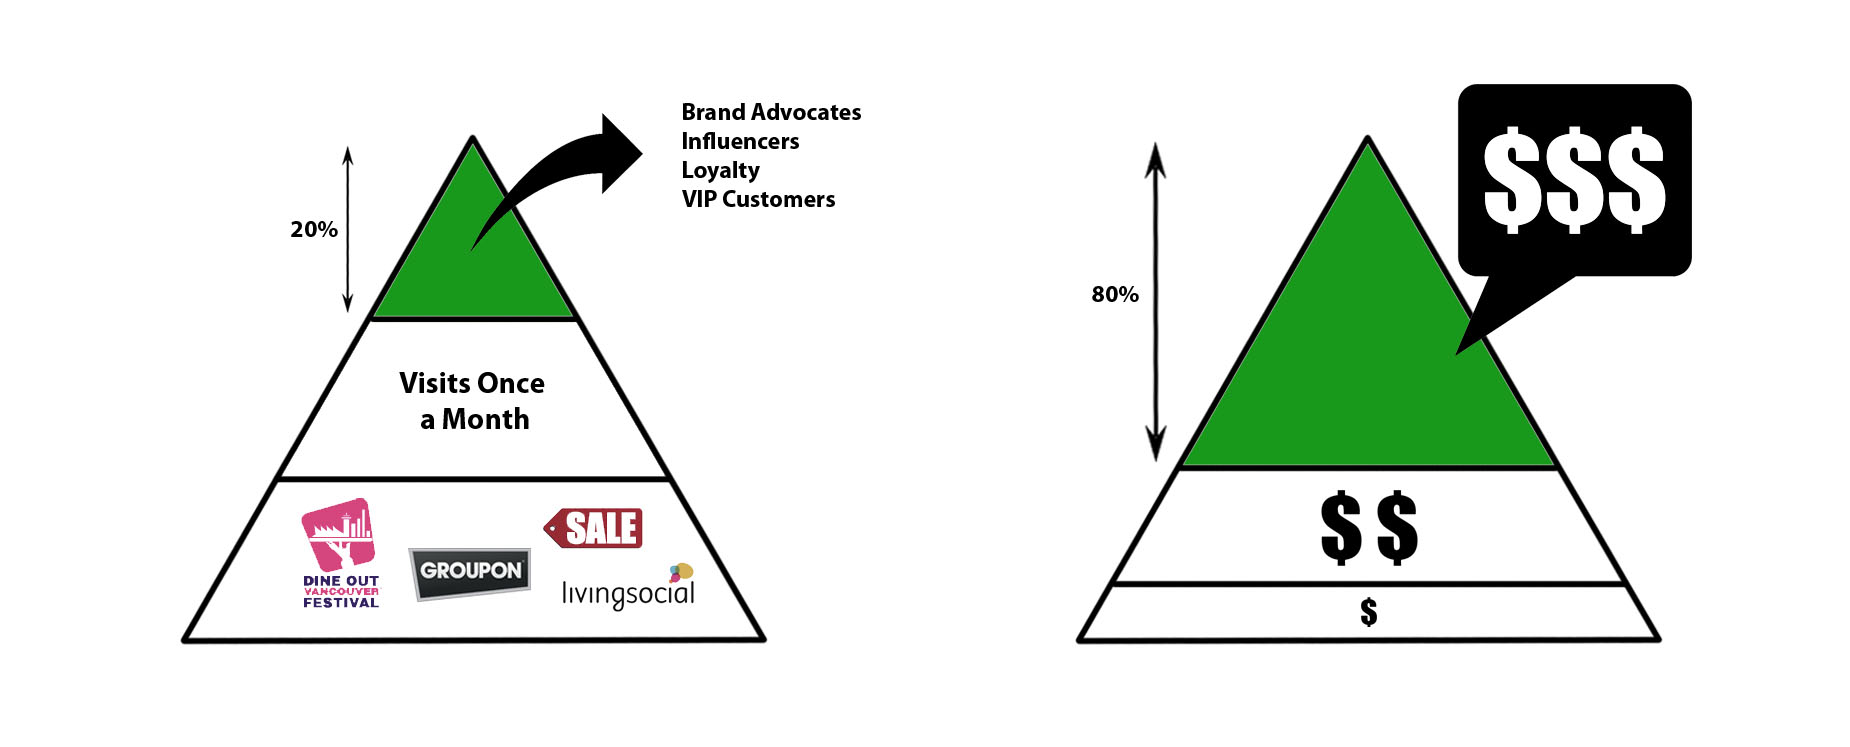 Brand Advocates
Influencers
Loyalty
VIP Customers
20%
Visits Once
a Month
SALE
GROUPON
DINE OUT
VANCOUVER
FESTIVAL
livingsocial
$$$
80%
$ $
$